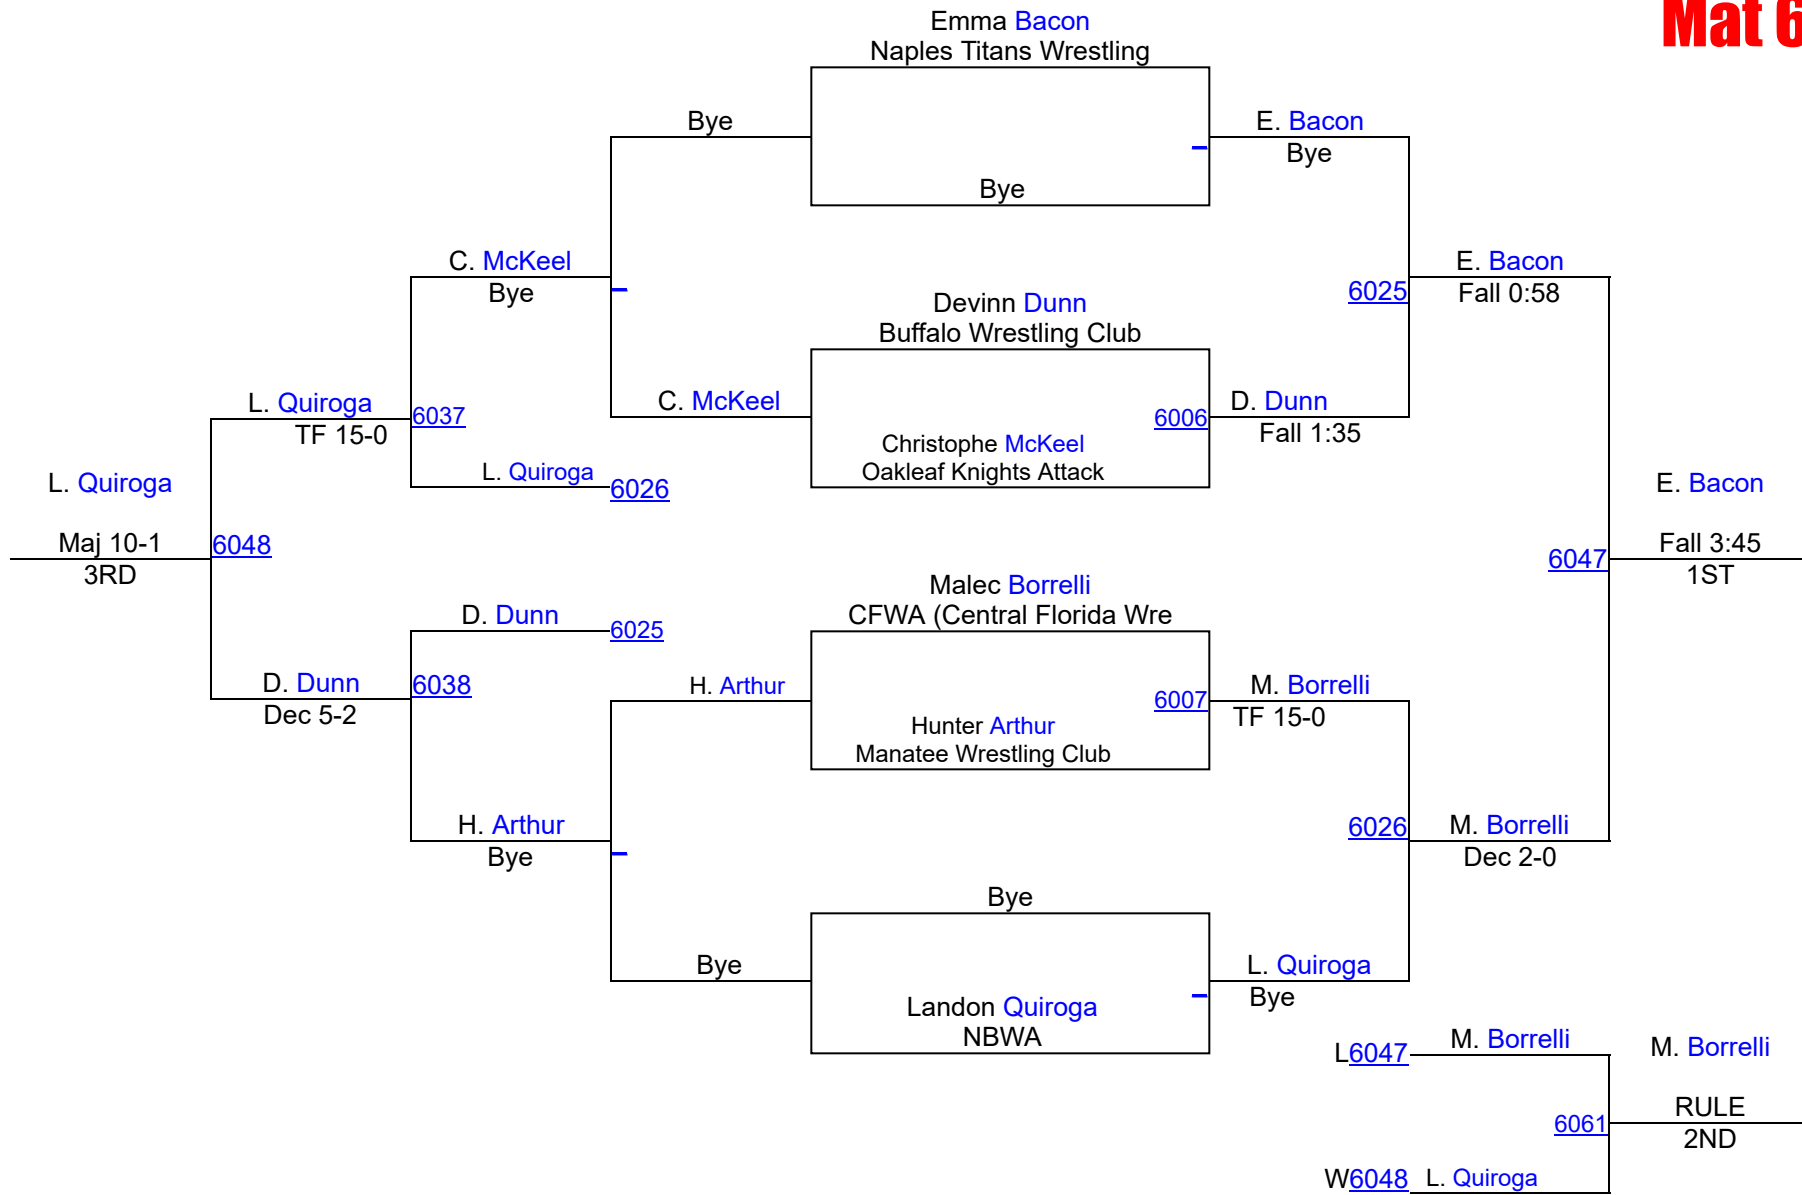 Mat 6
Emma Bacon
Naples Titans Wrestling
Bye
E. Bacon
Bye
Bye
C. McKeel
Bye
E. Bacon
Fall 0:58
6025
Devinn Dunn
Buffalo Wrestling Club
C. McKeel
6006
D. Dunn
Fall 1:35
Christophe McKeel
Oakleaf Knights Attack
L. Quiroga
TF 15-0
6037
L. Quiroga
6026
L. Quiroga
Maj 10-1
3RD
6048
E. Bacon
Fall 3:45
1ST
6047
Malec Borrelli
CFWA (Central Florida Wre
D. Dunn
6025
D. Dunn
Dec 5-2
6038
H. Arthur
6007
M. Borrelli
TF 15-0
Hunter Arthur
Manatee Wrestling Club
H. Arthur
Bye
6026
M. Borrelli
Dec 2-0
Bye
Bye
L. Quiroga
Bye
Landon Quiroga
NBWA
L6047
M. Borrelli
M. Borrelli
6061
RULE
2ND
W6048
L. Quiroga